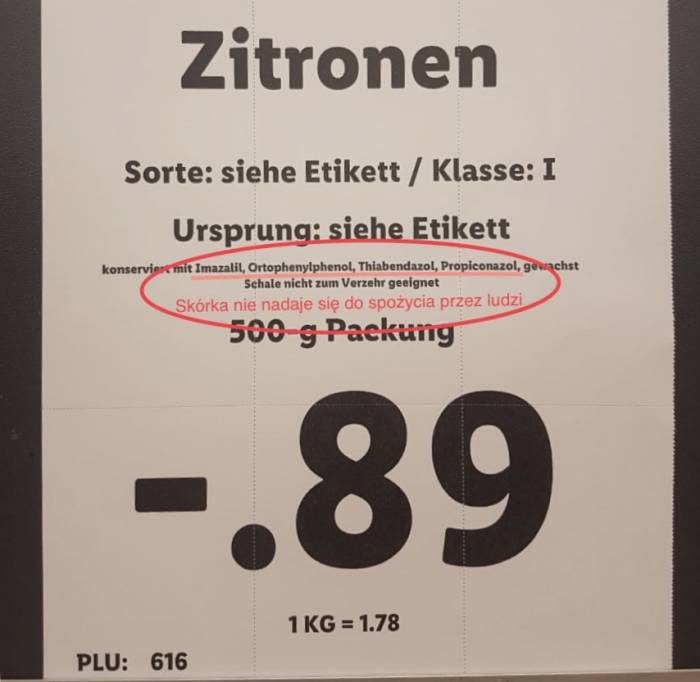 Zitronen
Sorte: siehe Etikett / Klasse: I
Ursprung: siehe Etikett
konserviert mit Imazalil, Ortophenylphenol, Thiabendazol, Propiconazol, gewachst
Schale nicht zum Verzehr geeignet
Skórka nie nadaje się do spożycia przez ludzi
500 g Packung
-.89
1 KG = 1.78
PLU: 616